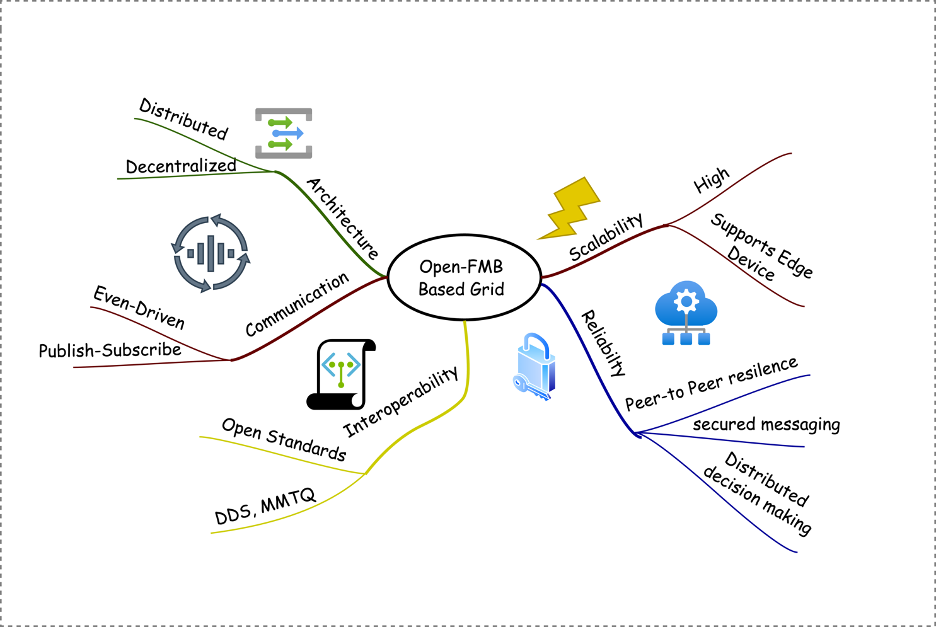 Distributed
Decentralized
Architecture
Communication
Even-Driven
Publish-Subscribe
Open-FMB
Based Grid
Interoperability
Open Standards
DDS, MMTQ
Scalability
High
Supports Edge
Device
Reliabilty
Peer-to Peer resilence
secured messaging
Distributed
decision making